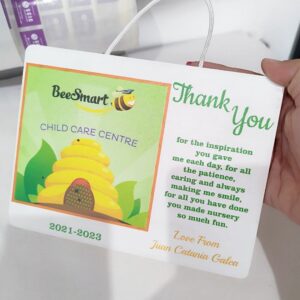 BeeSmart
CHILD CARE CENTRE
2021-2023
Thank
You
for the inspiration
you gave
me each day, for all
the patience,
caring and always
making me smile,
for all you have done
you made nursery
so much fun.
Love From
Juan Catania Galea